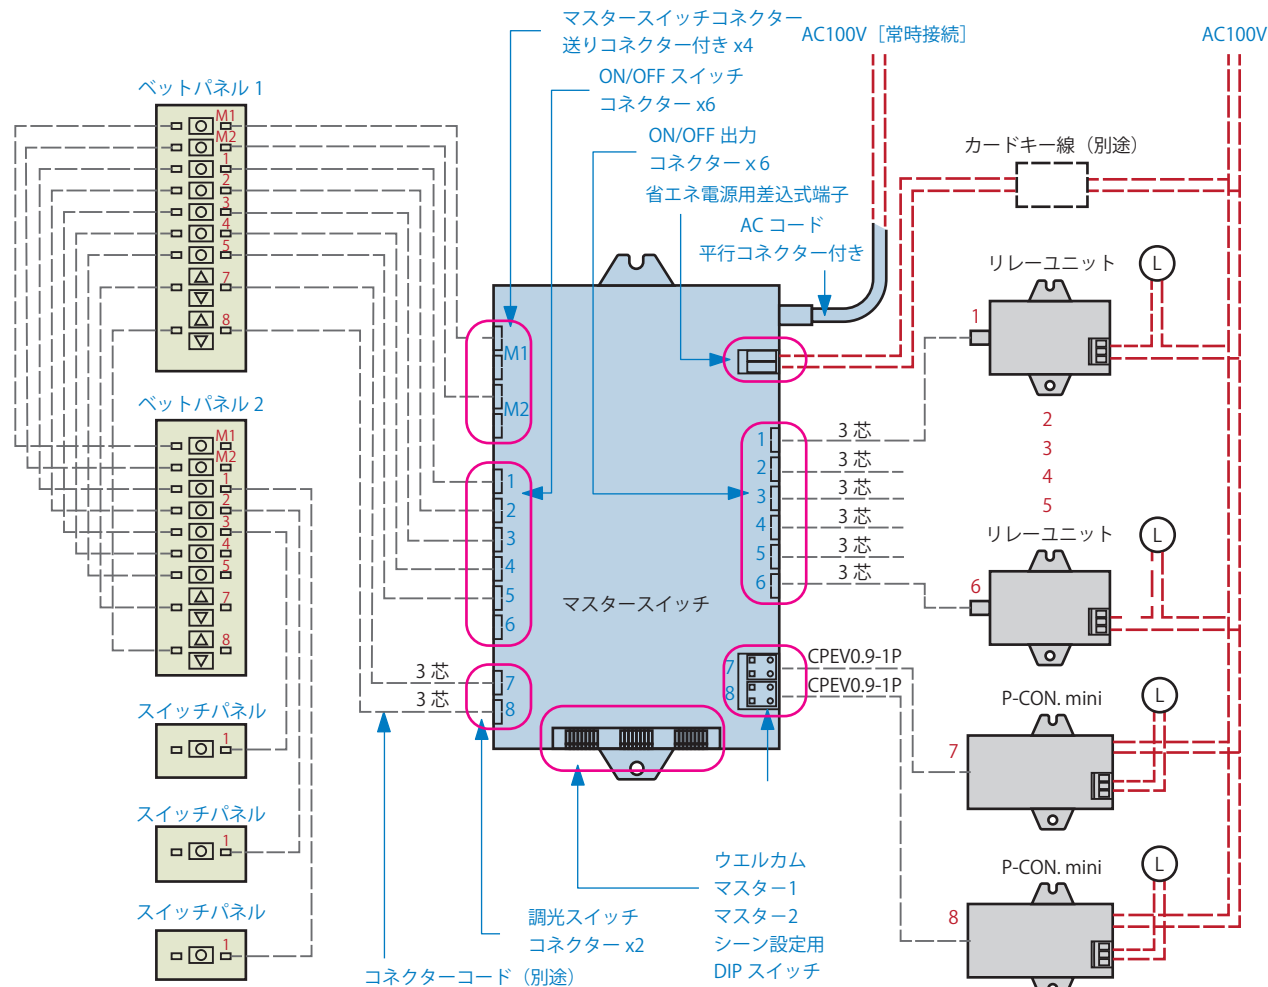 マスタースイッチコネクター
送りコネクター付き x4
AC100V［常時接続］
AC100V
ON/OFF スイッチ
コネクター x6
ON/OFF 出力
コネクター x 6
省エネ電源用差込式端子
AC コード
平行コネクター付き
カードキー線（別途）
ベットパネル 1
M1
M2
1
2
3
4
5
7
8
ベットパネル 2
M1
M2
1
2
3
4
5
7
8
スイッチパネル
1
スイッチパネル
1
スイッチパネル
1
M1
M2
1
2
3
4
5
6
7
8
3 芯
3 芯
マスタースイッチ
1
2
3
4
5
6
7
8
3 芯
3 芯
3 芯
3 芯
3 芯
3 芯
CPEV0.9-1P
CPEV0.9-1P
リレーユニット
L
1
2
3
4
5
リレーユニット
L
6
P-CON. mini
L
7
P-CON. mini
L
8
ウエルカム
マスター1
マスター2
シーン設定用
DIP スイッチ
調光スイッチ
コネクター x2
コネクターコード（別途）